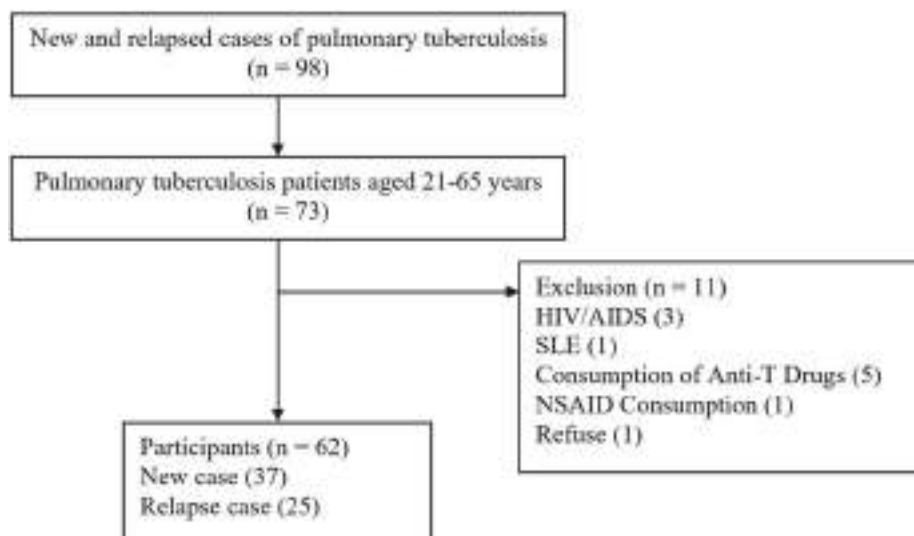 New and relapsed cases of pulmonary tuberculosis
(n = 98)
Pulmonary tuberculosis patients aged 21-65 years
(n = 73)
Exclusion (n = 11)
HIV/AIDS (3)
SLE (1)
Consumption of Anti-T Drugs (5)
NSAID Consumption (1)
Refuse (1)
Participants (n = 62)
New case (37)
Relapse case (25)